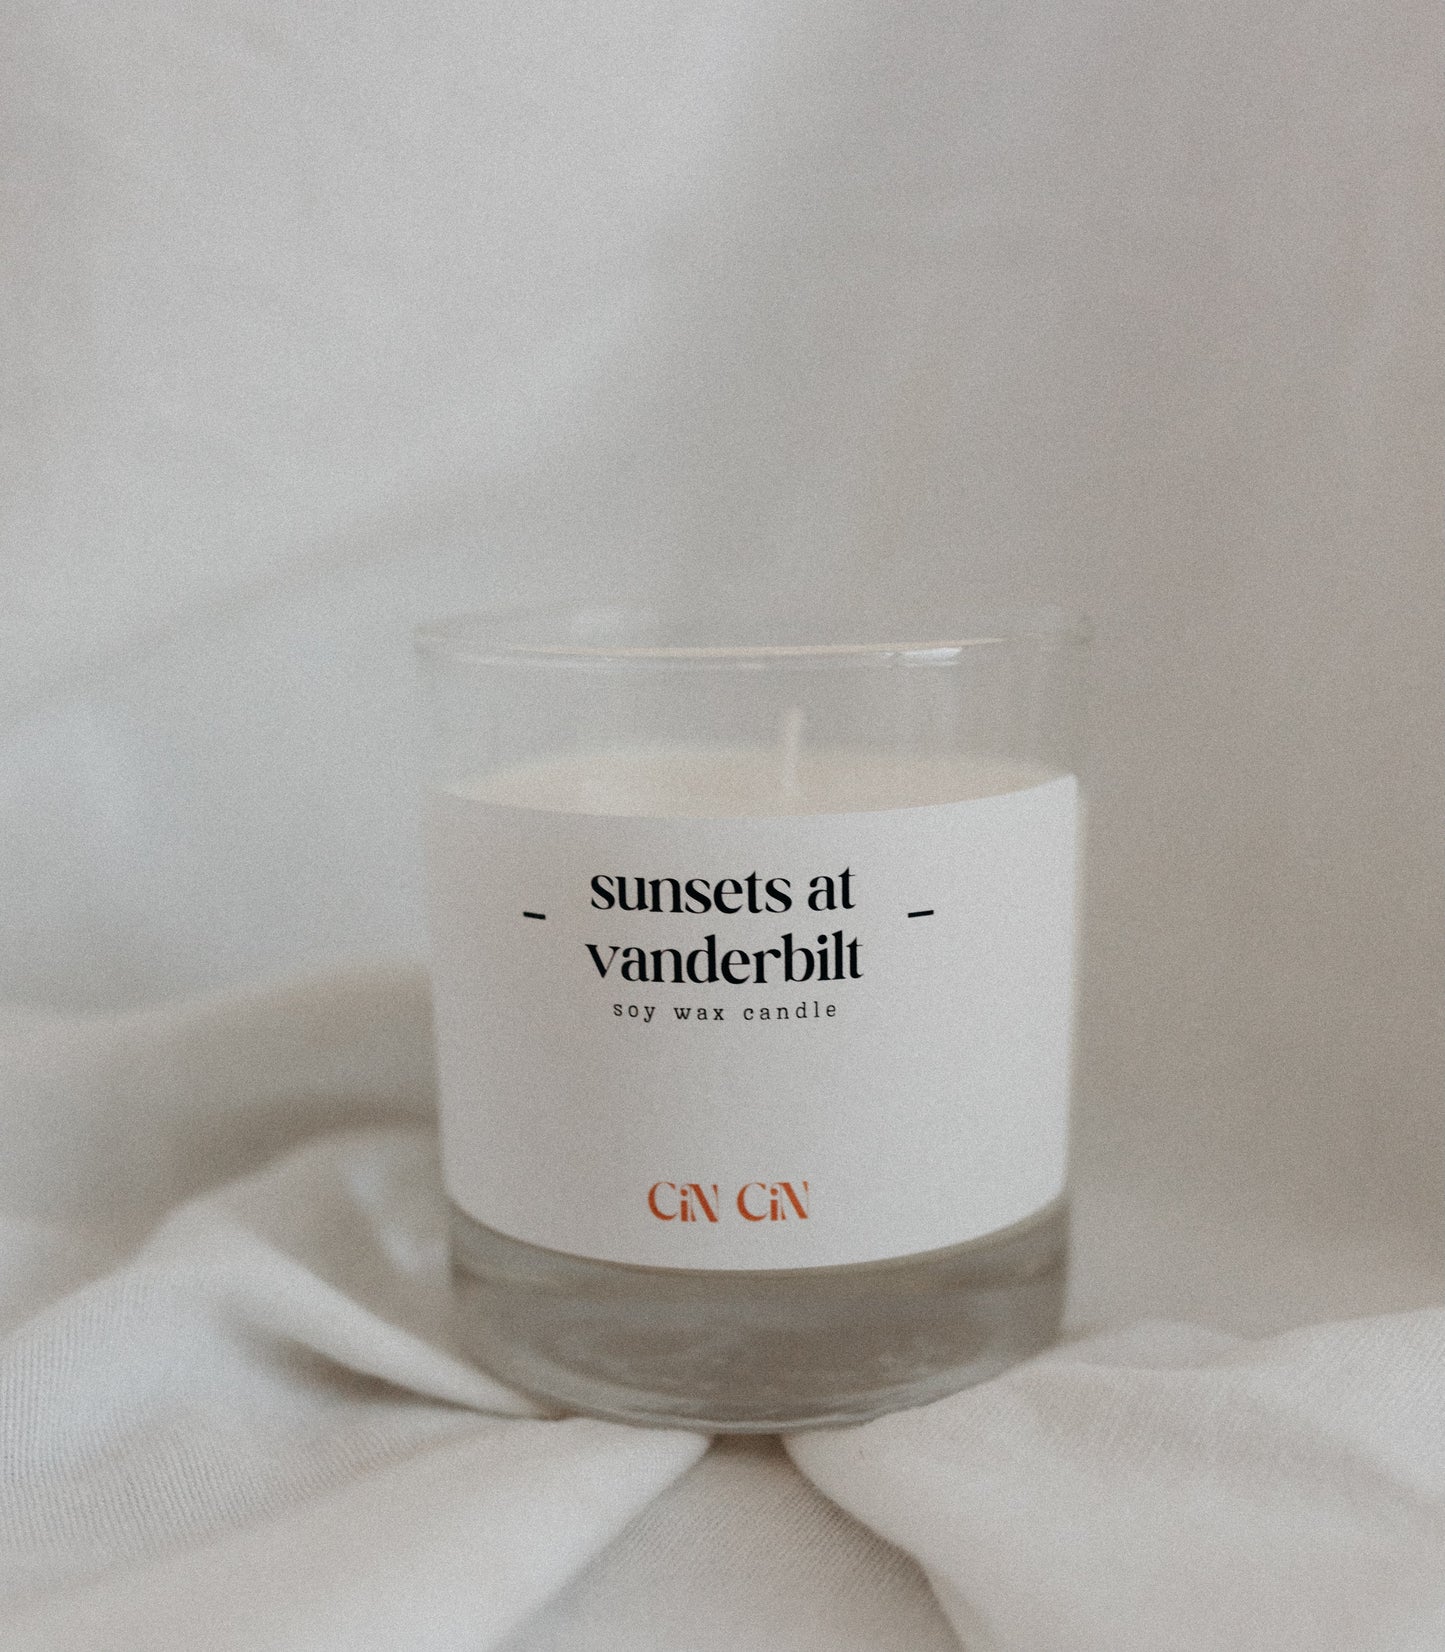 sunsets at
- -
vanderbilt
soy wax candle
CiN CiN